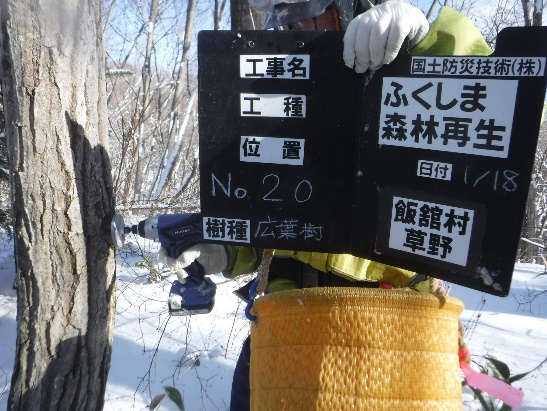 工事名
工種
位置
No.20
樹種 広葉樹
国土防災技術(株)
ふくしま
森林再生
日付 1/18
飯舘村
草野